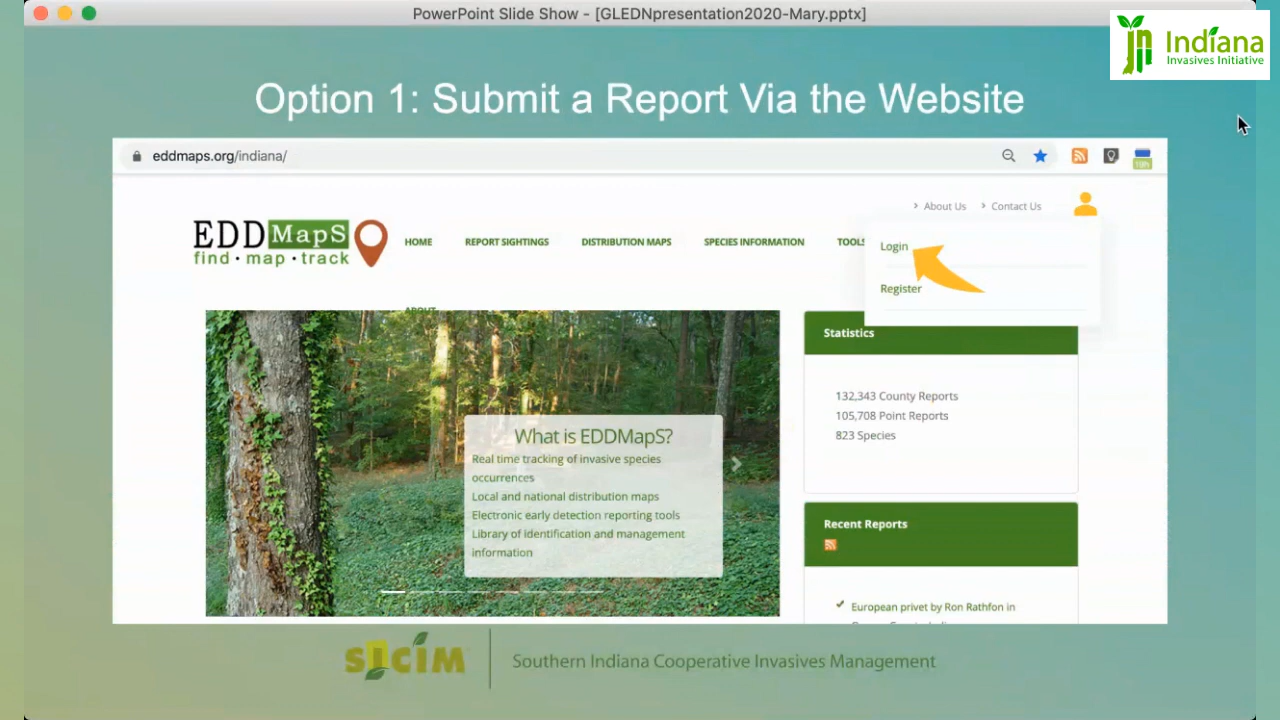 PowerPoint Slide Show - [GLEDNpresentation2020-Mary.pptx]
Indiana
Invasives Initiative
Option 1: Submit a Report Via the Website
eddmaps.org/indiana/
About Us Contact Us
EDDMapS
find • map • track
HOME REPORT SIGHTINGS DISTRIBUTION MAPS SPECIES INFORMATION TOOLS
Login
Register
ABOUT
Statistics
132,343 County Reports
105,708 Point Reports
823 Species
What is EDDMapS?
Real time tracking of invasive species
occurrences
Local and national distribution maps
Electronic early detection reporting tools
Library of identification and management
information
Recent Reports
European privet by Ron Rathfon in
SICIM
Southern Indiana Cooperative Invasives Management